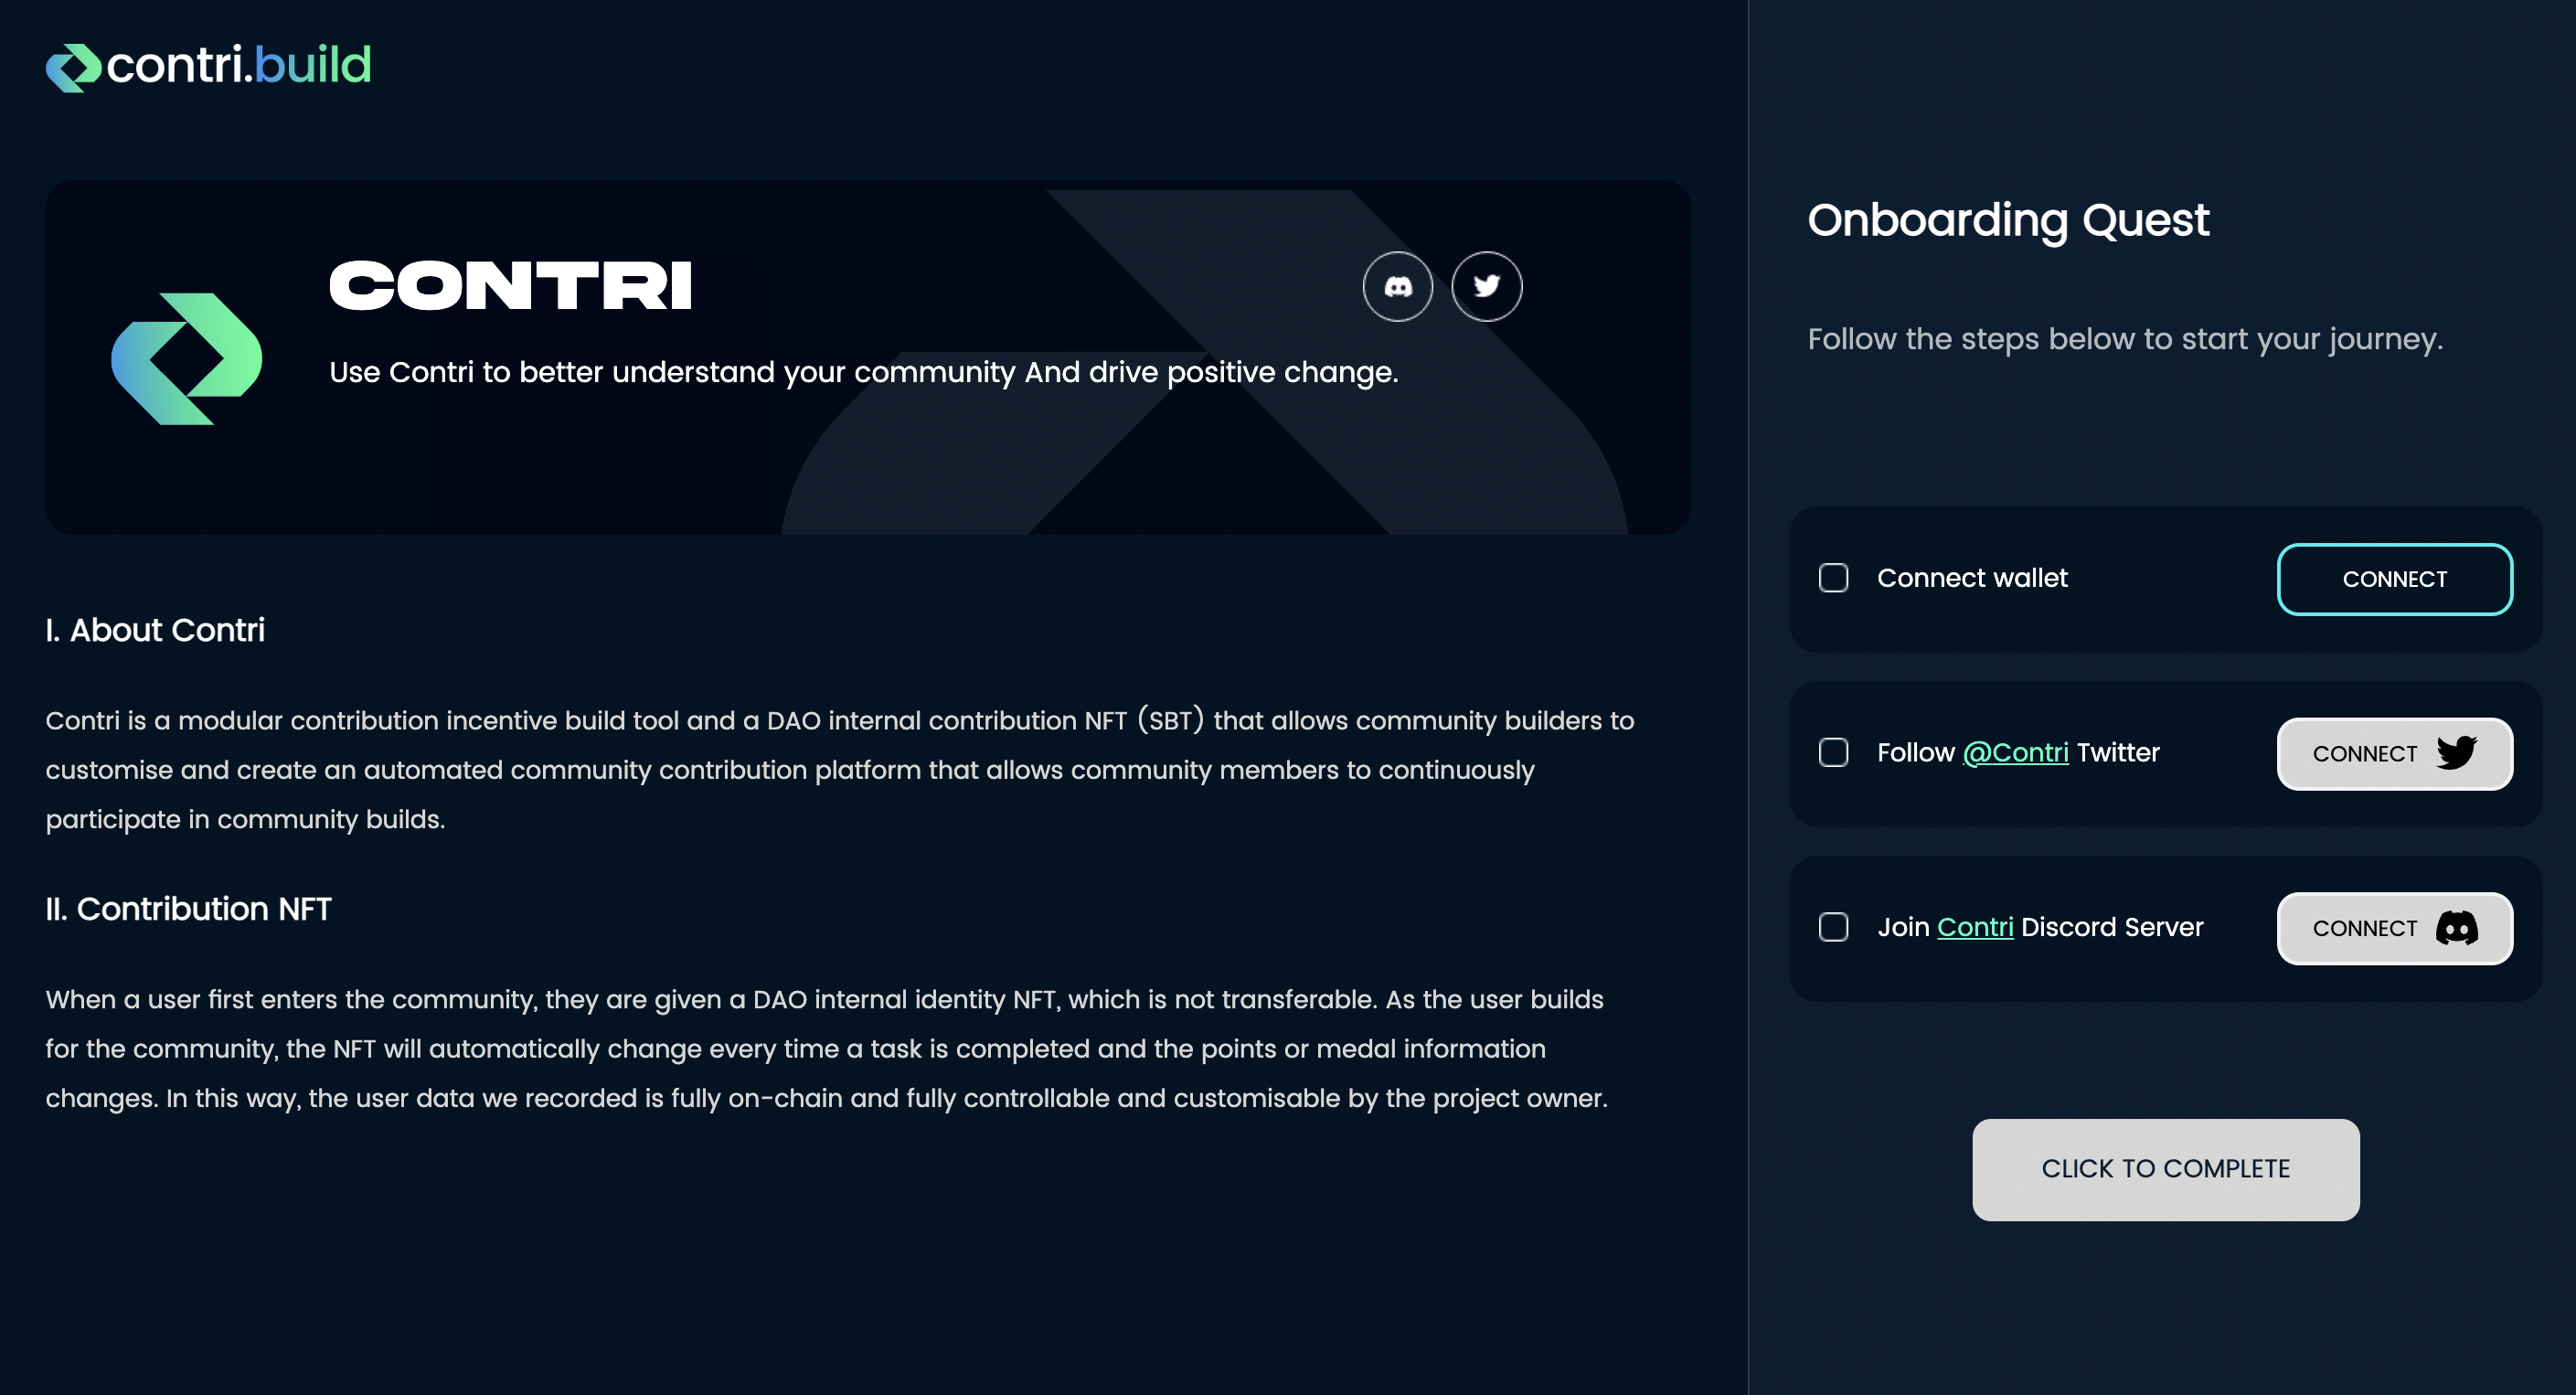 contri.build
CONTRI
Use Contri to better understand your community And drive positive change.
I. About Contri
Contri is a modular contribution incentive build tool and a DAO internal contribution NFT (SBT) that allows community builders to
customise and create an automated community contribution platform that allows community members to continuously
participate in community builds.
II. Contribution NFT
When a user first enters the community, they are given a DAO internal identity NFT, which is not transferable. As the user builds
for the community, the NFT will automatically change every time a task is completed and the points or medal information
changes. In this way, the user data we recorded is fully on-chain and fully controllable and customisable by the project owner.
Onboarding Quest
Follow the steps below to start your journey.
Connect wallet
CONNECT
Follow @Contri Twitter
CONNECT
Join Contri Discord Server
CONNECT
CLICK TO COMPLETE